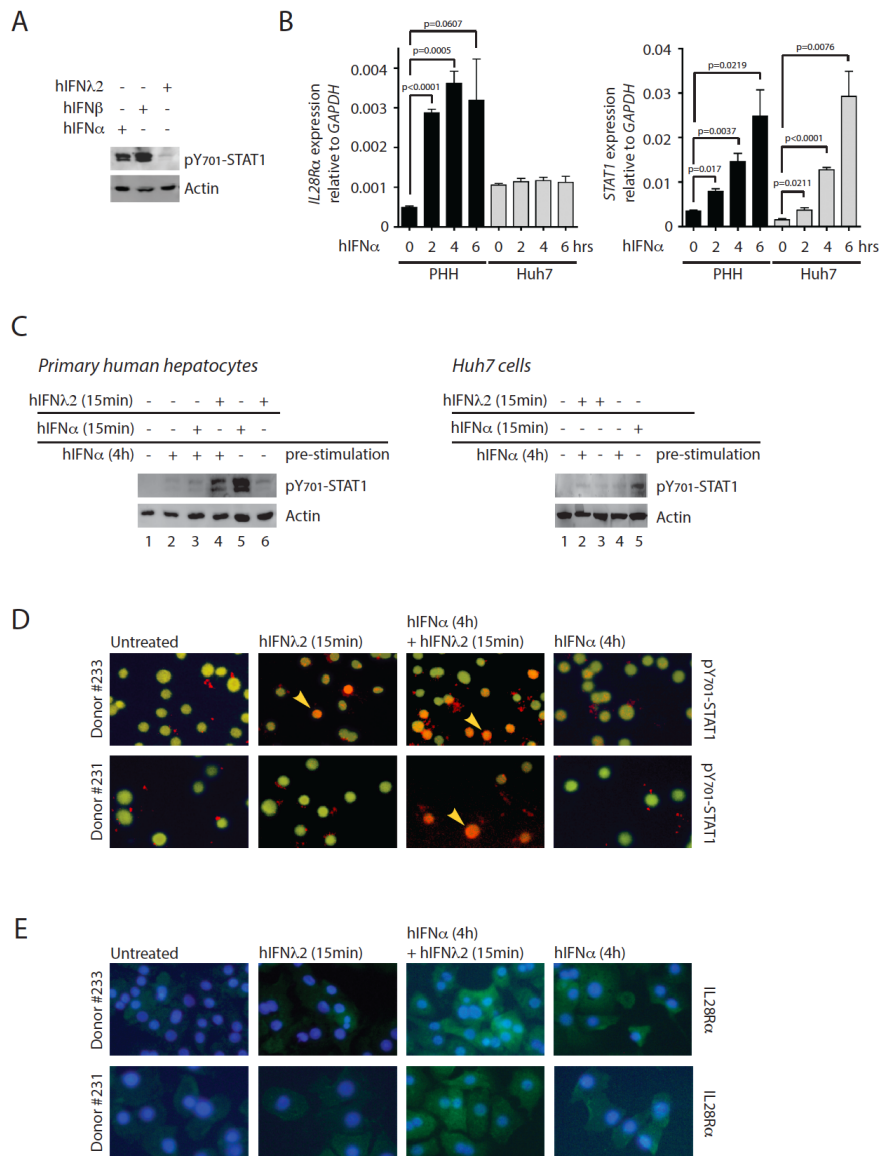 A
hIFNλ2 - - +
hIFNβ - + -
hIFNα + - -
pY701-STAT1
Actin
B
IL28Rα expression
relative to GAPDH
0.004
0.003
0.002
0.001
0
p=0.0607
p=0.0005
p<0.0001
hIFNα 0 2 4 6 0 2 4 6 hrs
PHH Huh7
STAT1 expression
relative to GAPDH
0.04
0.03
0.02
0.01
0
p=0.0219
p=0.0037
p=0.017
p=0.0076
p<0.0001
p=0.0211
hIFNα 0 2 4 6 0 2 4 6 hrs
PHH Huh7
C
Primary human hepatocytes
hIFNλ2 (15min) - - - + - +
hIFNα (15min) - - + - + -
hIFNα (4h) - + + + - - pre-stimulation
pY701-STAT1
Actin
1 2 3 4 5 6
Huh7 cells
hIFNλ2 (15min) - + + - -
hIFNα (15min) - - - - +
hIFNα (4h) - + - + - pre-stimulation
pY701-STAT1
Actin
1 2 3 4 5
D
Untreated
hIFNλ2 (15min)
hIFNα (4h)
+ hIFNλ2 (15min)
hIFNα (4h)
Donor #233
pY701-STAT1
Donor #231
pY701-STAT1
E
Untreated
hIFNλ2 (15min)
hIFNα (4h)
+ hIFNλ2 (15min)
hIFNα (4h)
Donor #233
IL28Rα
Donor #231
IL28Rα